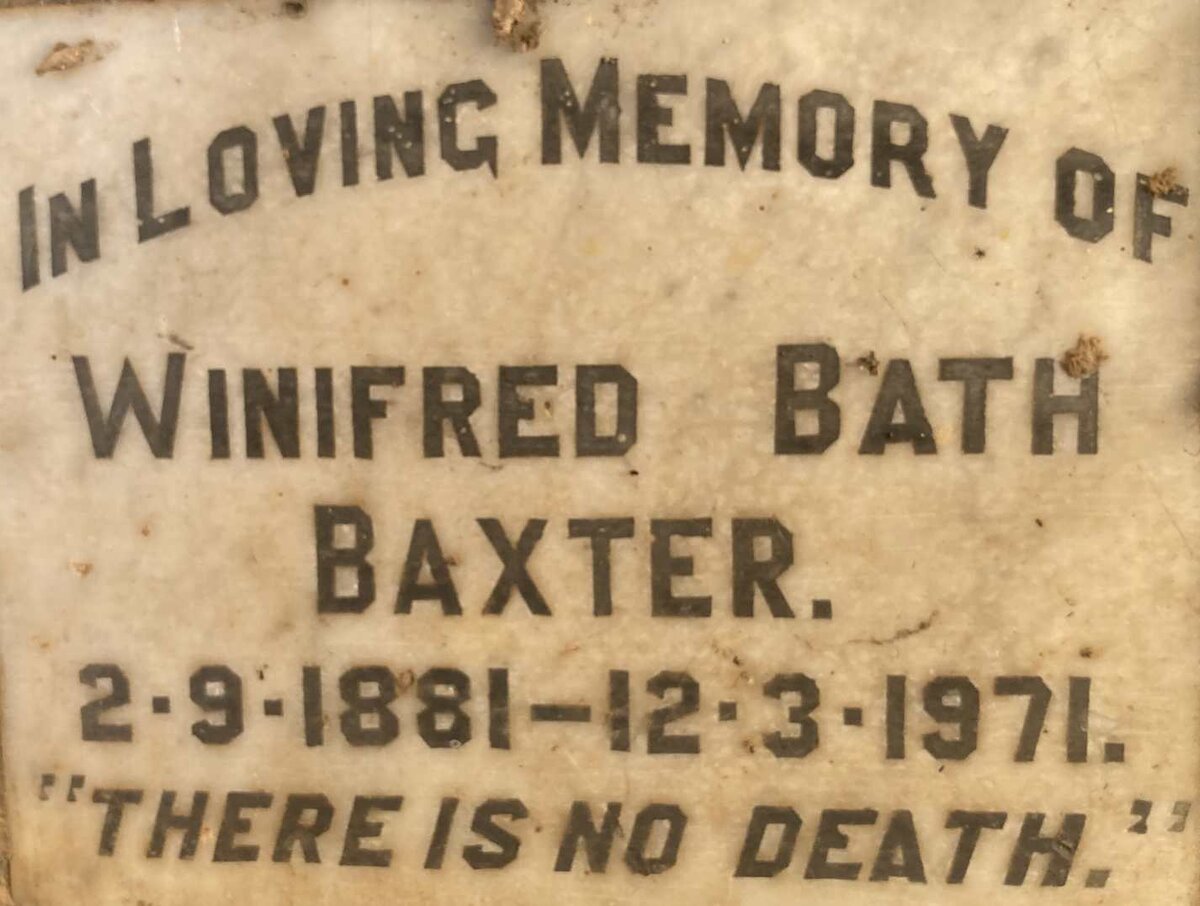 IN LOVING MEMORY OF
WINIFRED BATH
BAXTER.
2·9·1881–12·3·1971.
"THERE IS NO DEATH."